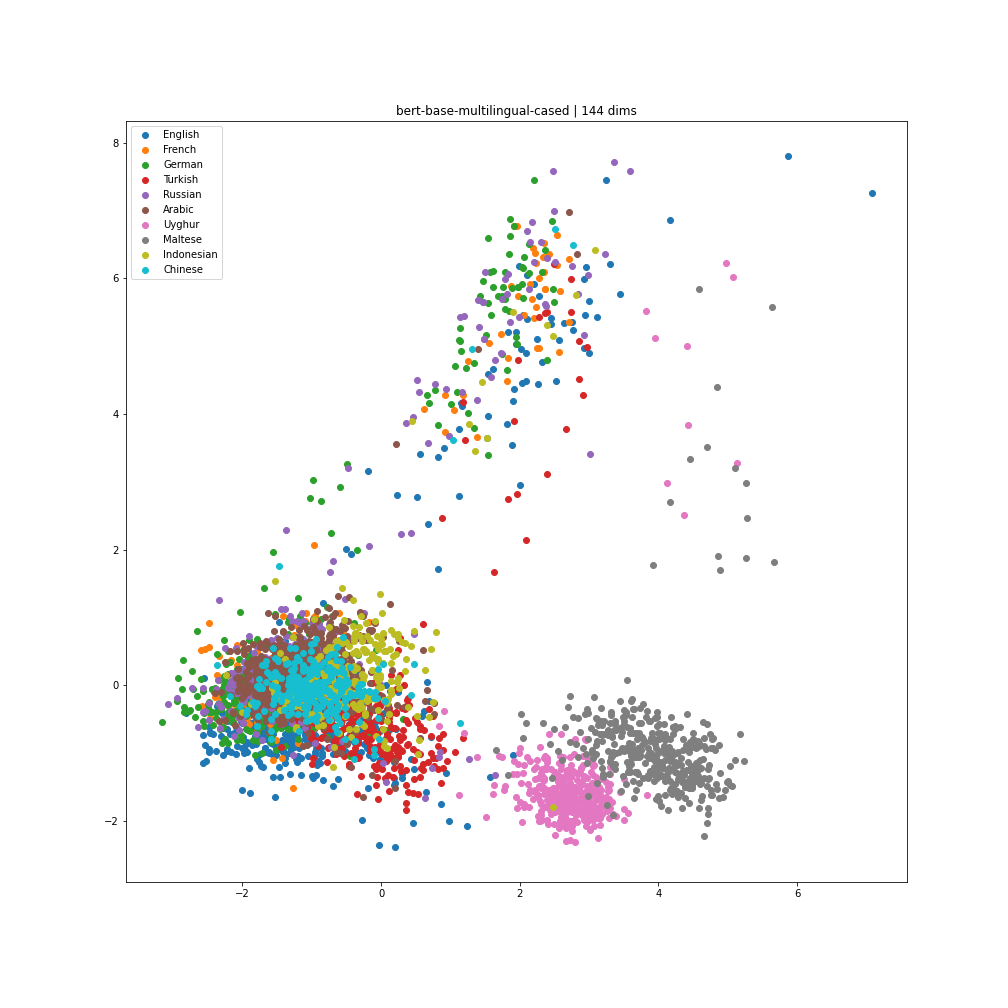 bert-base-multilingual-cased | 144 dims
English
French
German
Turkish
Russian
Arabic
Uyghur
Maltese
Indonesian
Chinese
8
6
4
2
0
−2
−2
0
2
4
6